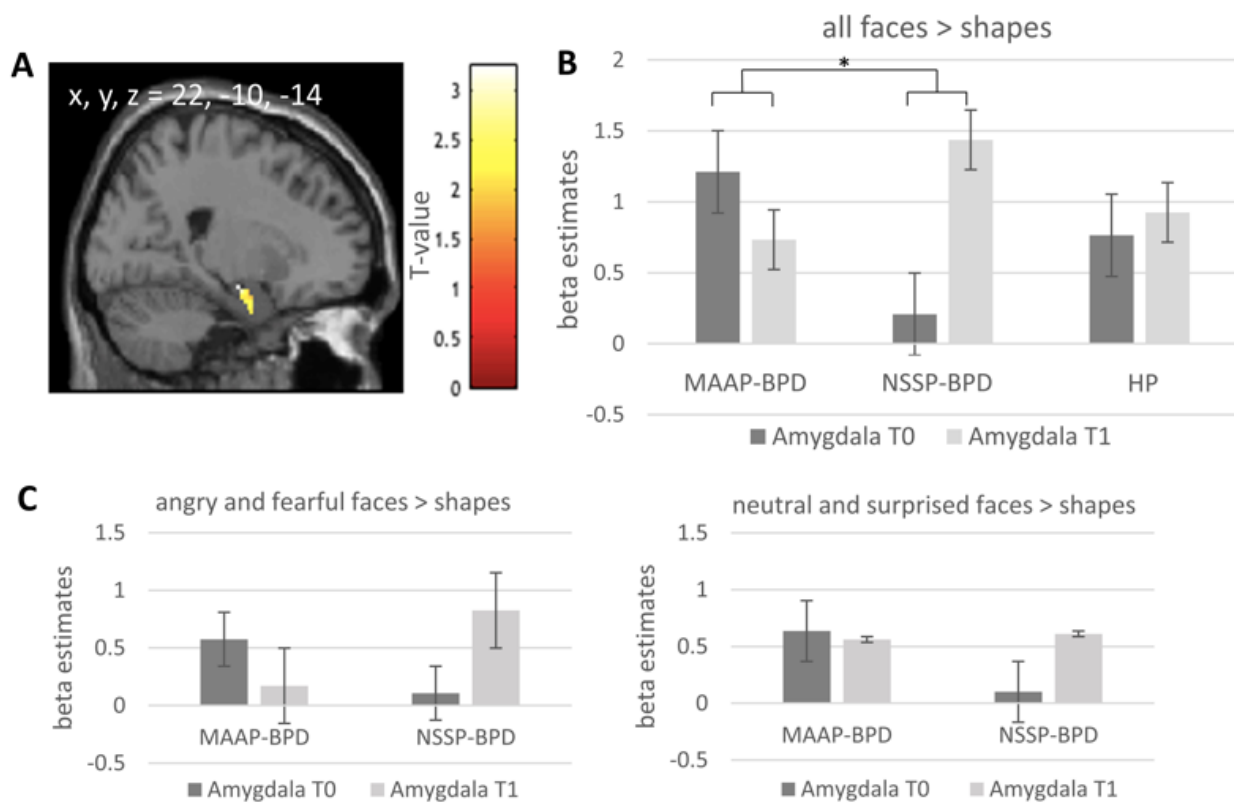 A
x, y, z = 22, -10, -14
3
2.5
2
1.5
1
0.5
0
T-value
B
all faces > shapes
*
2
1.5
1
0.5
0
-0.5
beta estimates
MAAP-BPD NSSP-BPD HP
Amygdala T0 Amygdala T1
C
angry and fearful faces > shapes
1.5
1
0.5
0
-0.5
beta estimates
MAAP-BPD NSSP-BPD
Amygdala T0 Amygdala T1
neutral and surprised faces > shapes
1.5
1
0.5
0
-0.5
beta estimates
MAAP-BPD NSSP-BPD
Amygdala T0 Amygdala T1